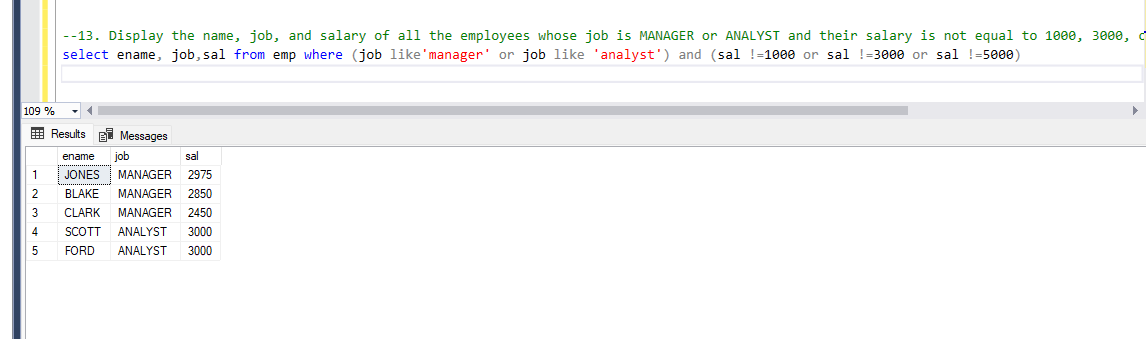 --13. Display the name, job, and salary of all the employees whose job is MANAGER or ANALYST and their salary is not equal to 1000, 3000,
select ename, job,sal from emp where (job like'manager' or job like 'analyst') and (sal !=1000 or sal !=3000 or sal !=5000)
109 %
Results Messages
ename job sal
1 JONES MANAGER 2975
2 BLAKE MANAGER 2850
3 CLARK MANAGER 2450
4 SCOTT ANALYST 3000
5 FORD ANALYST 3000